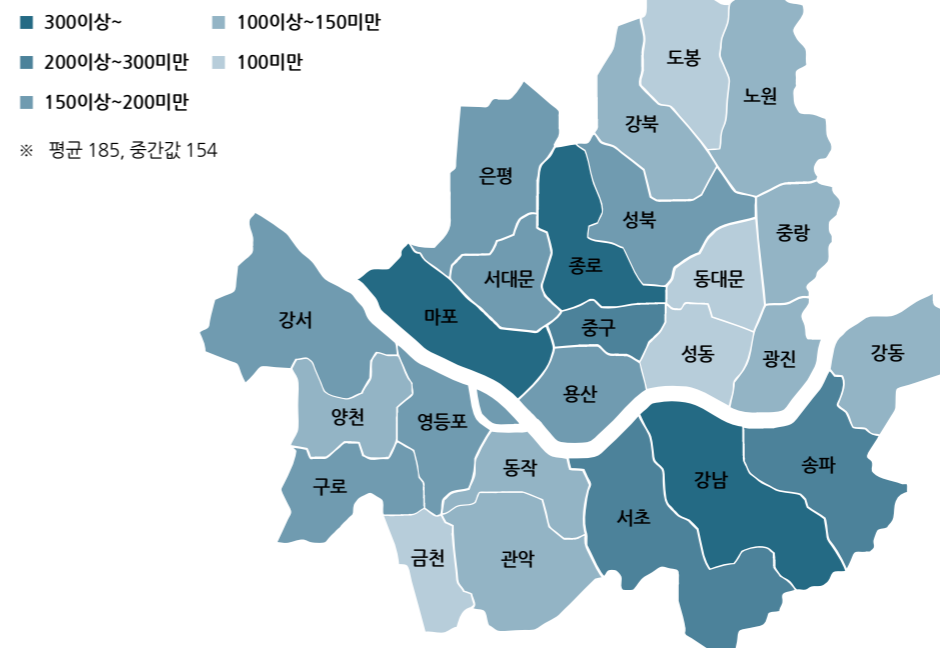 300이상~
100이상~150미만
200이상~300미만
100미만
150이상~200미만
※ 평균 185, 중간값 154
도봉
노원
강북
은평
성북
중랑
종로
서대문
동대문
마포
강서
중구
성동
광진
강동
용산
양천
영등포
동작
송파
구로
강남
서초
금천
관악